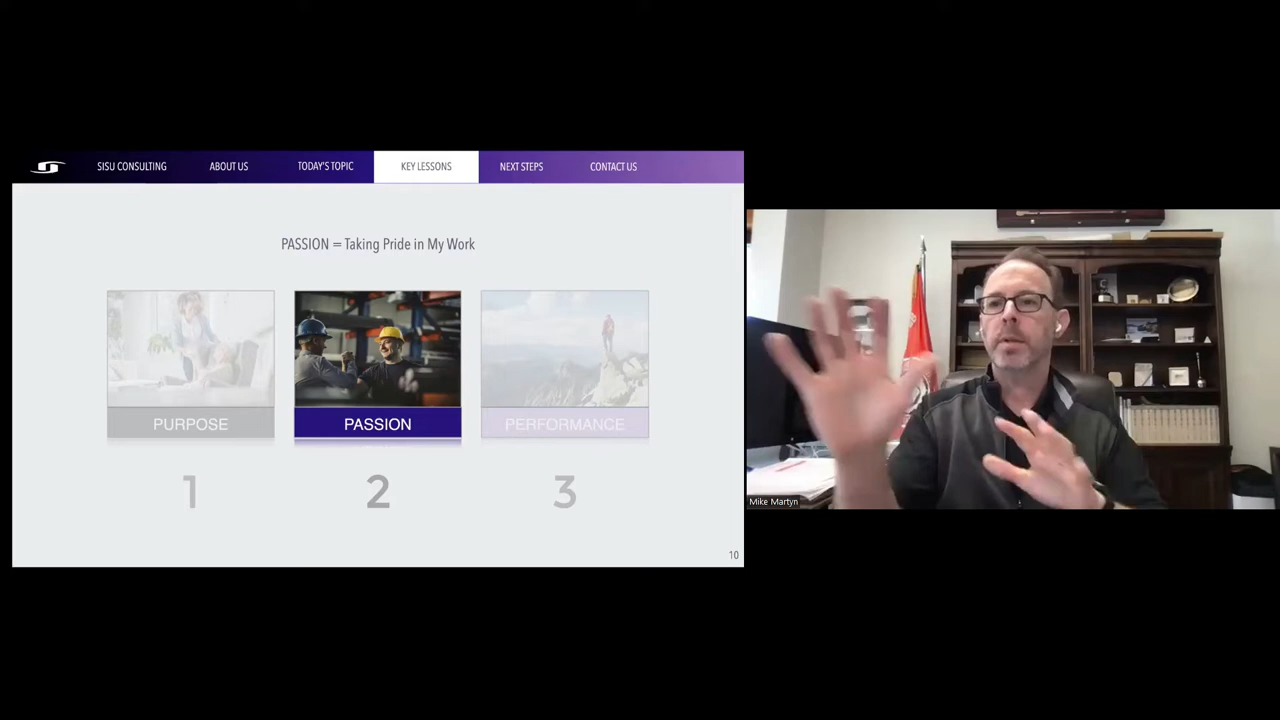 SISU CONSULTING
ABOUT US
TODAY'S TOPIC
KEY LESSONS
NEXT STEPS
CONTACT US
PASSION = Taking Pride in My Work
PURPOSE
PASSION
PERFORMANCE
1
2
3
10
Mike Martyn